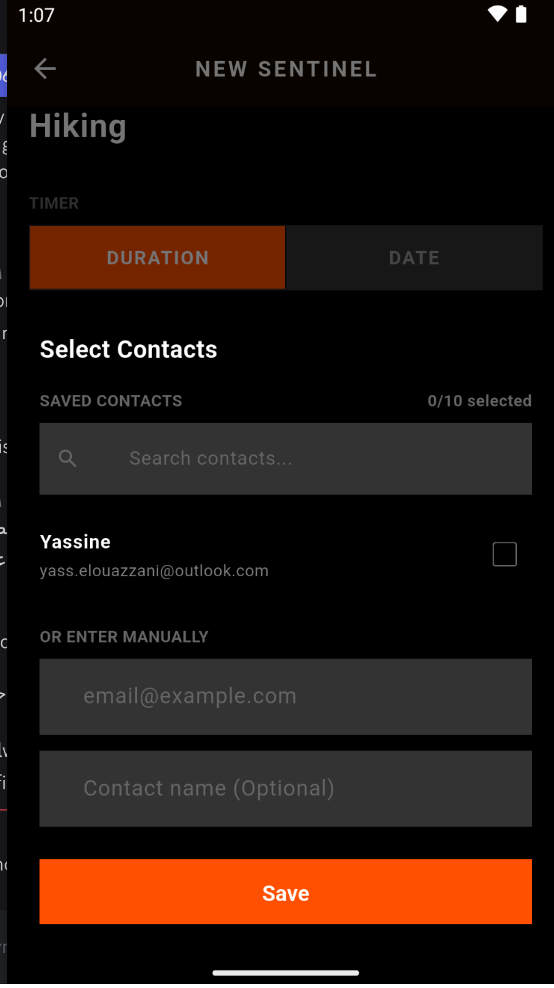 1:07
NEW SENTINEL
Hiking
TIMER
DURATION DATE
Select Contacts
SAVED CONTACTS 0/10 selected
Search contacts...
Yassine
yass.elouazzani@outlook.com
OR ENTER MANUALLY
email@example.com
Contact name (Optional)
Save